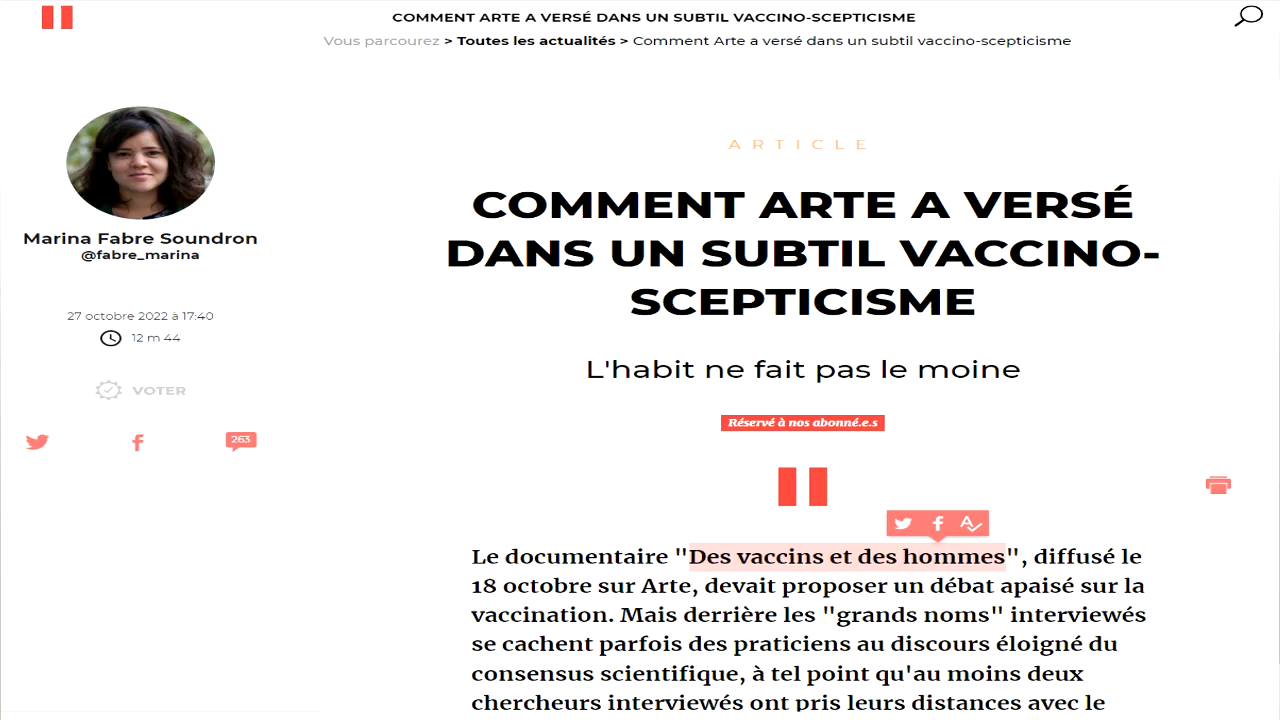 COMMENT ARTE A VERSÉ DANS UN SUBTIL VACCINO-SCEPTICISME
Vous parcourez > Toutes les actualités > Comment Arte a versé dans un subtil vaccino-scepticisme
Marina Fabre Soundron
@fabre_marina
27 octobre 2022 à 17:40
12 m 44
VOTER
263
ARTICLE
COMMENT ARTE A VERSÉ
DANS UN SUBTIL VACCINO-
SCEPTICISME
L'habit ne fait pas le moine
Réservé à nos abonné.e.s
Le documentaire "Des vaccins et des hommes", diffusé le
18 octobre sur Arte, devait proposer un débat apaisé sur la
vaccination. Mais derrière les "grands noms" interviewés
se cachent parfois des praticiens au discours éloigné du
consensus scientifique, à tel point qu'au moins deux
chercheurs interviewés ont pris leurs distances avec le